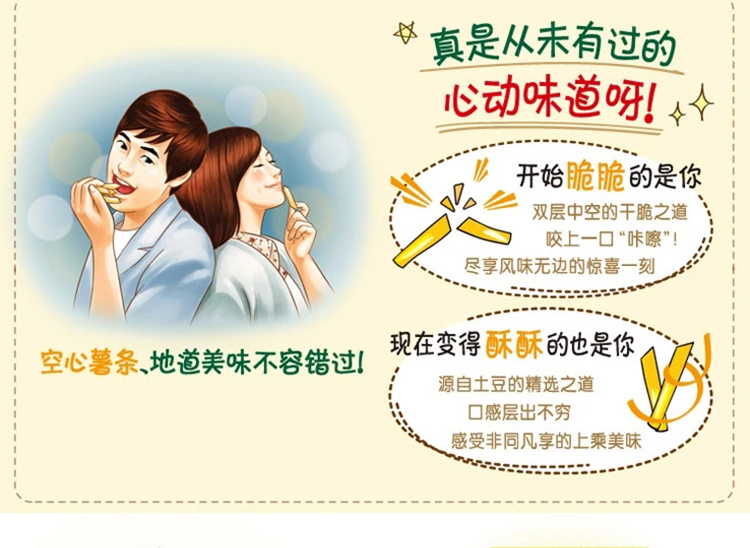 真是从未有过的
心动味道呀!
开始脆脆的是你
双层中空的干脆之道
咬上一口“咔嚓”!
尽享风味无边的惊喜一刻
空心薯条、地道美味不容错过!
现在变得酥酥的也是你
源自土豆的精选之道
口感层出不穷
感受非同凡享的上乘美味